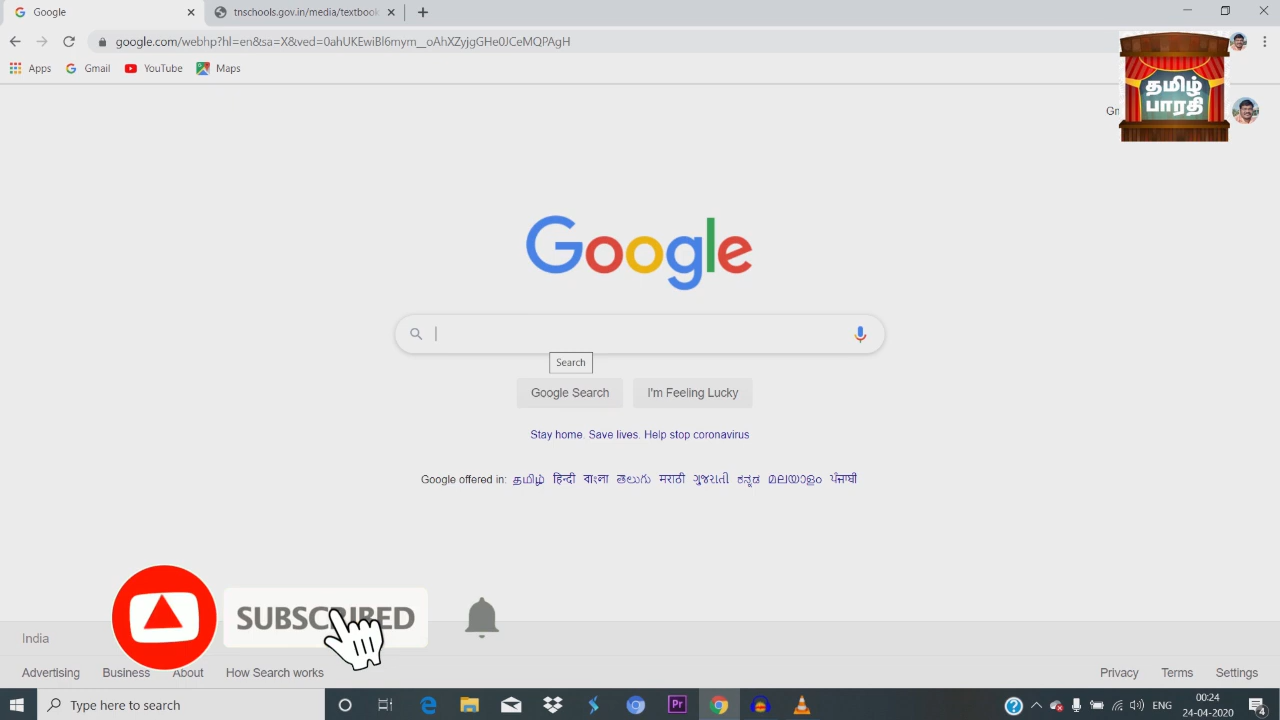 Google
tnschools.gov.in/media/textbook
google.com/webhp?hl=en&sa=X&ved=0ahUKEwiBl6mym__oAhXZyjgGHe0JCeMQPAgH
Apps Gmail YouTube Maps
தமிழ்
பாரதி
Google
Search
Google Search I'm Feeling Lucky
Stay home. Save lives. Help stop coronavirus
Google offered in: தமிழ் हिन्दी বাংলা తెలుగు मराठी ગુજરાતી ಕನ್ನಡ മലയാളം ਪੰਜਾਬੀ
SUBSCRIBED
India
Advertising Business About How Search works Privacy Terms Settings
Type here to search
Pr
ENG
00:24
24-04-2020
4